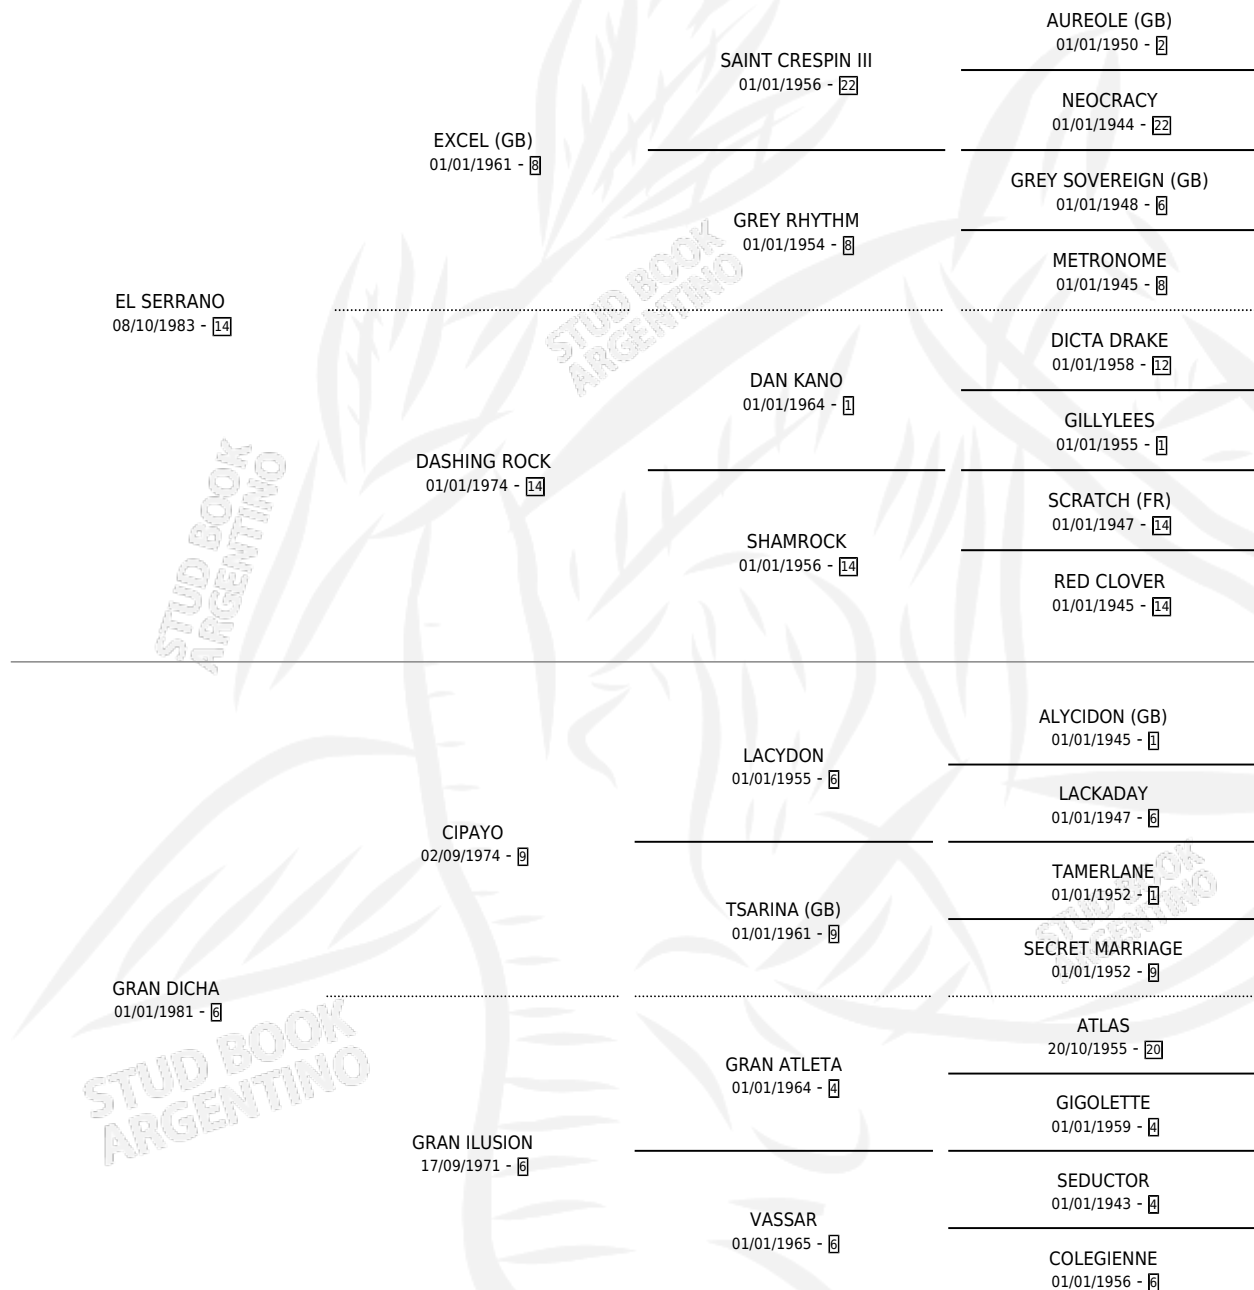 AUREOLE (GB)
01/01/1950 - 2
SAINT CRESPIN III
01/01/1956 - 22
NEOCRACY
01/01/1944 - 22
EXCEL (GB)
01/01/1961 - 8
GREY SOVEREIGN (GB)
01/01/1948 - 6
GREY RHYTHM
01/01/1954 - 8
METRONOME
01/01/1945 - 8
EL SERRANO
08/10/1983 - 14
DICTA DRAKE
01/01/1958 - 12
DAN KANO
01/01/1964 - 1
GILLYLEES
01/01/1955 - 1
DASHING ROCK
01/01/1974 - 14
SCRATCH (FR)
01/01/1947 - 14
SHAMROCK
01/01/1956 - 14
RED CLOVER
01/01/1945 - 14
ALYCIDON (GB)
01/01/1945 - 1
LACYDON
01/01/1955 - 6
LACKADAY
01/01/1947 - 6
CIPAYO
02/09/1974 - 9
TAMERLANE
01/01/1952 - 1
TSARINA (GB)
01/01/1961 - 9
SECRET MARRIAGE
01/01/1952 - 9
GRAN DICHA
01/01/1981 - 6
ATLAS
20/10/1955 - 20
GRAN ATLETA
01/01/1964 - 4
GIGOLETTE
01/01/1959 - 4
GRAN ILUSION
17/09/1971 - 6
SEDUCTOR
01/01/1943 - 4
VASSAR
01/01/1965 - 6
COLEGIENNE
01/01/1956 - 6
STUD BOOK
ARGENTINO
STUD BOOK
ARGENTINO
STUD BOOK
ARGENTINO
STUD BOOK
ARGENTINO